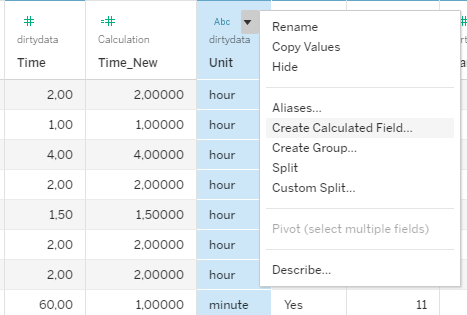 Abc
dirtydata
Calculation
dirtydata
Time
Time_New
Unit
2,00
2,00000
hour
1,00
1,00000
hour
4,00
4,00000
hour
2,00
2,00000
hour
1,50
1,50000
hour
2,00
2,00000
hour
2,00
2,00000
hour
60,00
1,00000
minute
Yes
11
Rename
Copy Values
Hide
Aliases...
Create Calculated Field...
Create Group...
Split
Custom Split...
Pivot (select multiple fields)
Describe...